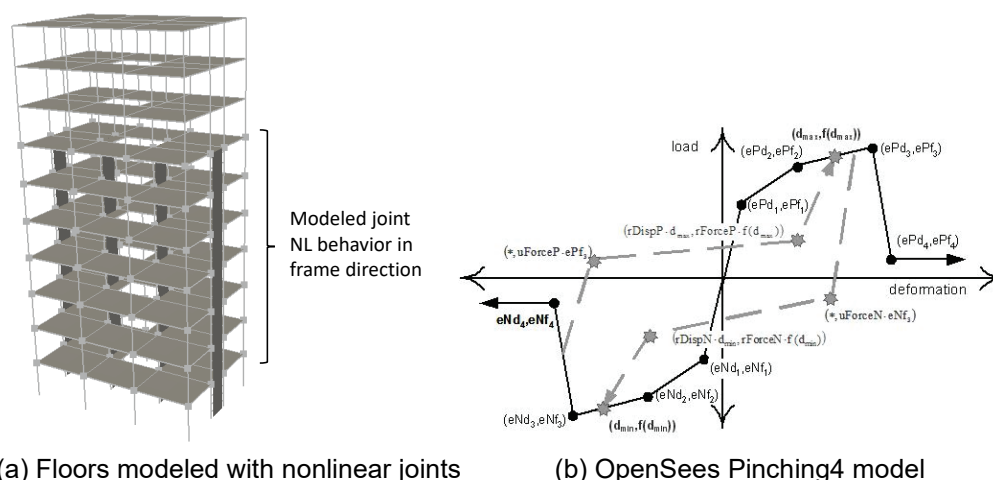 Modeled joint
NL behavior in
frame direction
load
(dmax,f(dmax))
(ePd2,ePf2)
(ePd3,ePf3)
(ePd1,ePf1)
(rDispP·dmax,rForceP·f(dmax))
(*,uForceP·ePf3)
(ePd4,ePf4)
deformation
eNd4,eNf4
(*,uForceN·eNf3)
(rDispN·dmin,rForceN·f(dmin))
(eNd1,eNf1)
(eNd2,eNf2)
(eNd3,eNf3)
(dmin,f(dmin))
(a) Floors modeled with nonlinear joints
(b) OpenSees Pinching4 model